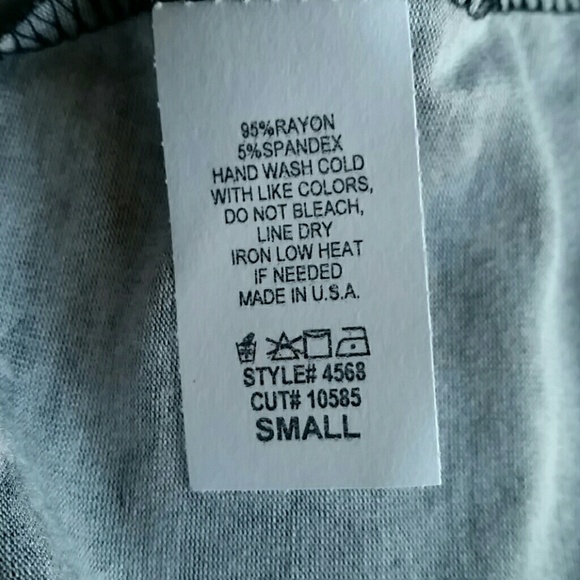 95%RAYON
5%SPANDEX
HAND WASH COLD
WITH LIKE COLORS,
DO NOT BLEACH,
LINE DRY
IRON LOW HEAT
IF NEEDED
MADE IN U.S.A.
STYLE# 4568
CUT# 10585
SMALL